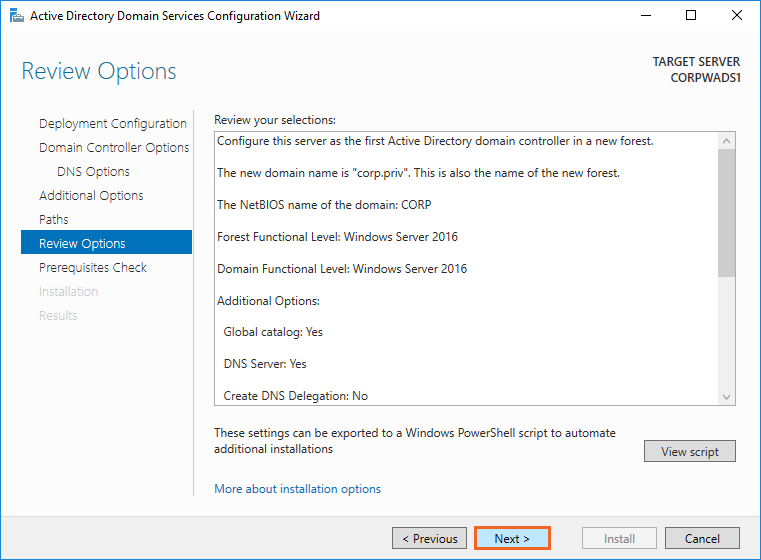 Active Directory Domain Services Configuration Wizard
Review Options
TARGET SERVER
CORPWADS1
Deployment Configuration
Domain Controller Options
DNS Options
Additional Options
Paths
Review Options
Prerequisites Check
Installation
Results
Review your selections:
Configure this server as the first Active Directory domain controller in a new forest.
The new domain name is "corp.priv". This is also the name of the new forest.
The NetBIOS name of the domain: CORP
Forest Functional Level: Windows Server 2016
Domain Functional Level: Windows Server 2016
Additional Options:
Global catalog: Yes
DNS Server: Yes
Create DNS Delegation: No
These settings can be exported to a Windows PowerShell script to automate
additional installations
View script
More about installation options
< Previous
Next >
Install
Cancel